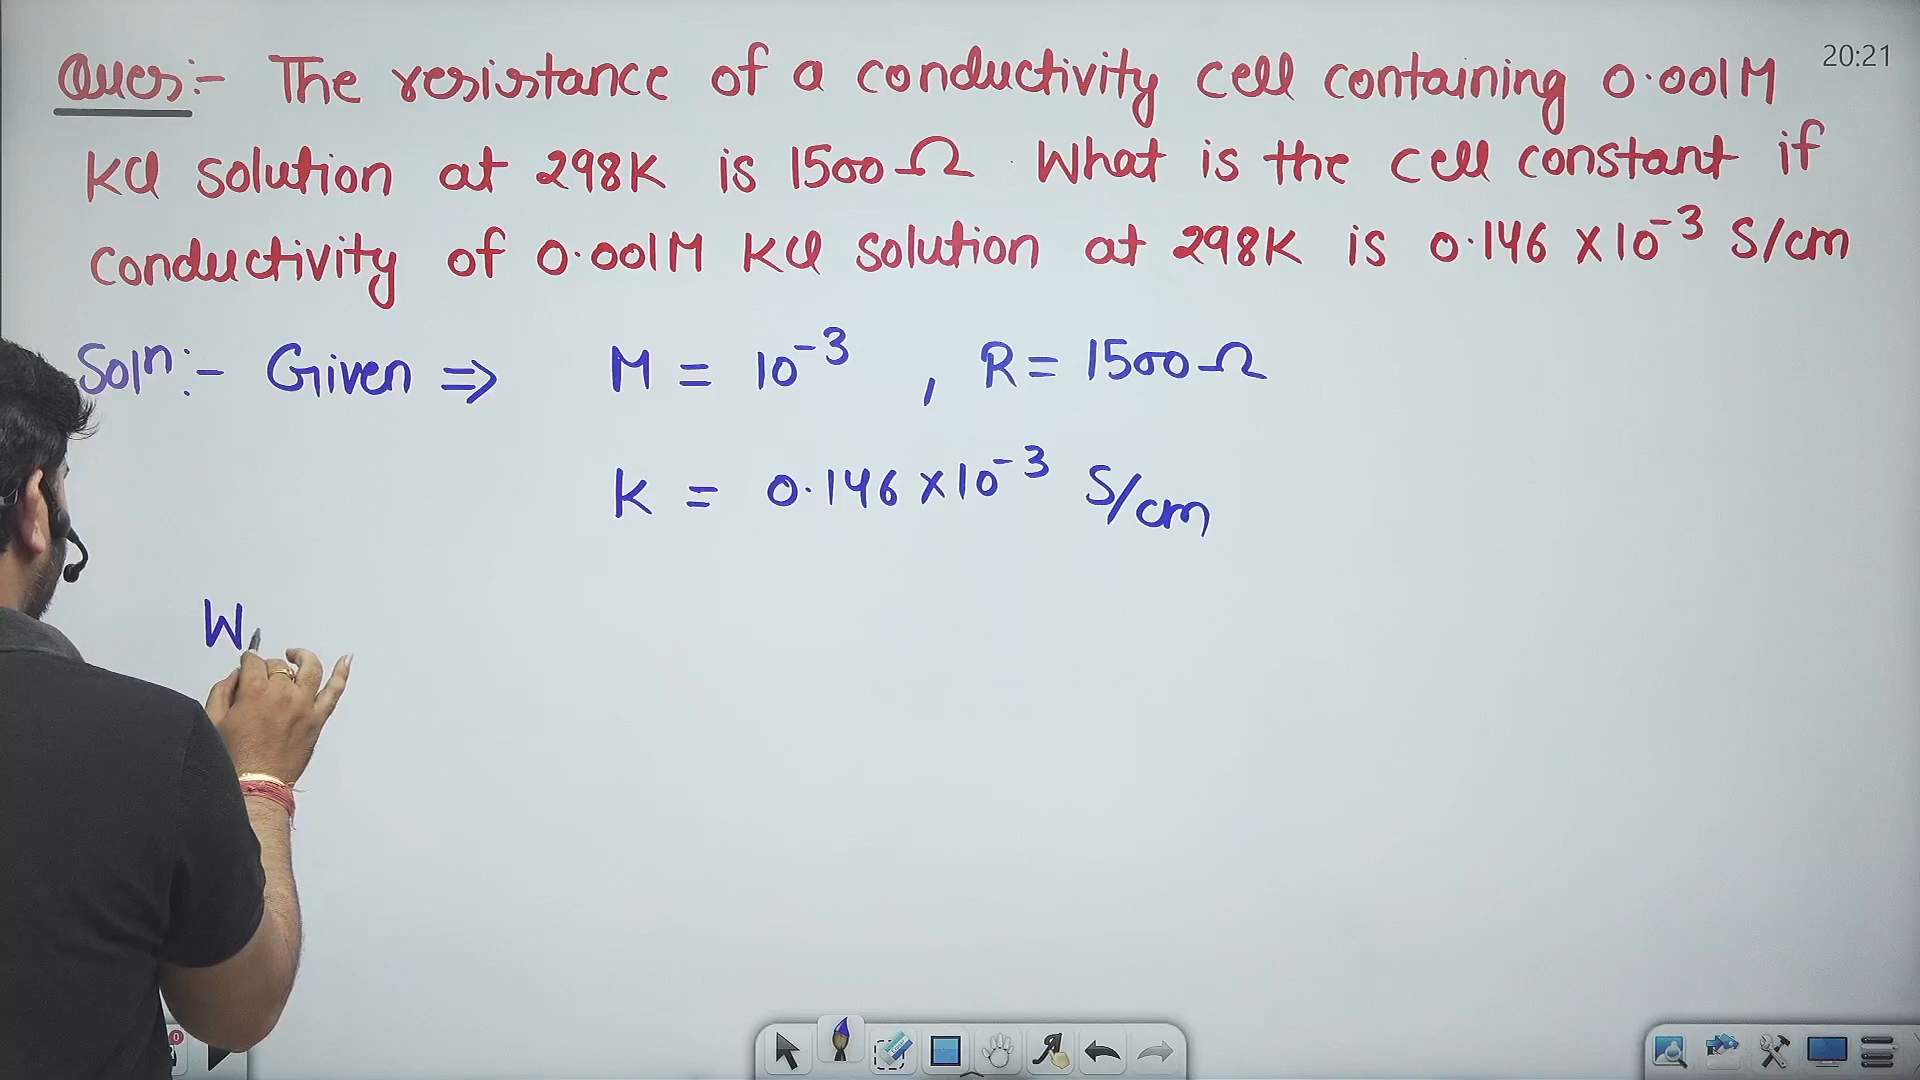 20:21
Ques:- The resistance of a conductivity cell containing 0.001M
KCl solution at 298K is 1500Ω. What is the cell constant if
conductivity of 0.001M KCl solution at 298K is 0.146 ×10⁻³ S/cm
Solⁿ:- Given ⇒ M = 10⁻³ , R = 1500Ω
K = 0.146 ×10⁻³ S/cm
W